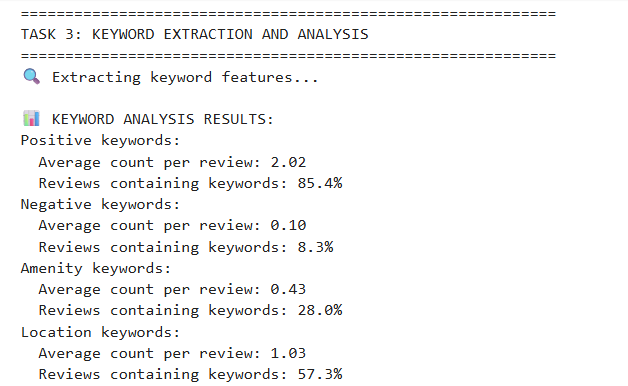 ==============================================================
TASK 3: KEYWORD EXTRACTION AND ANALYSIS
==============================================================
🔍 Extracting keyword features...
📊 KEYWORD ANALYSIS RESULTS:
Positive keywords:
Average count per review: 2.02
Reviews containing keywords: 85.4%
Negative keywords:
Average count per review: 0.10
Reviews containing keywords: 8.3%
Amenity keywords:
Average count per review: 0.43
Reviews containing keywords: 28.0%
Location keywords:
Average count per review: 1.03
Reviews containing keywords: 57.3%